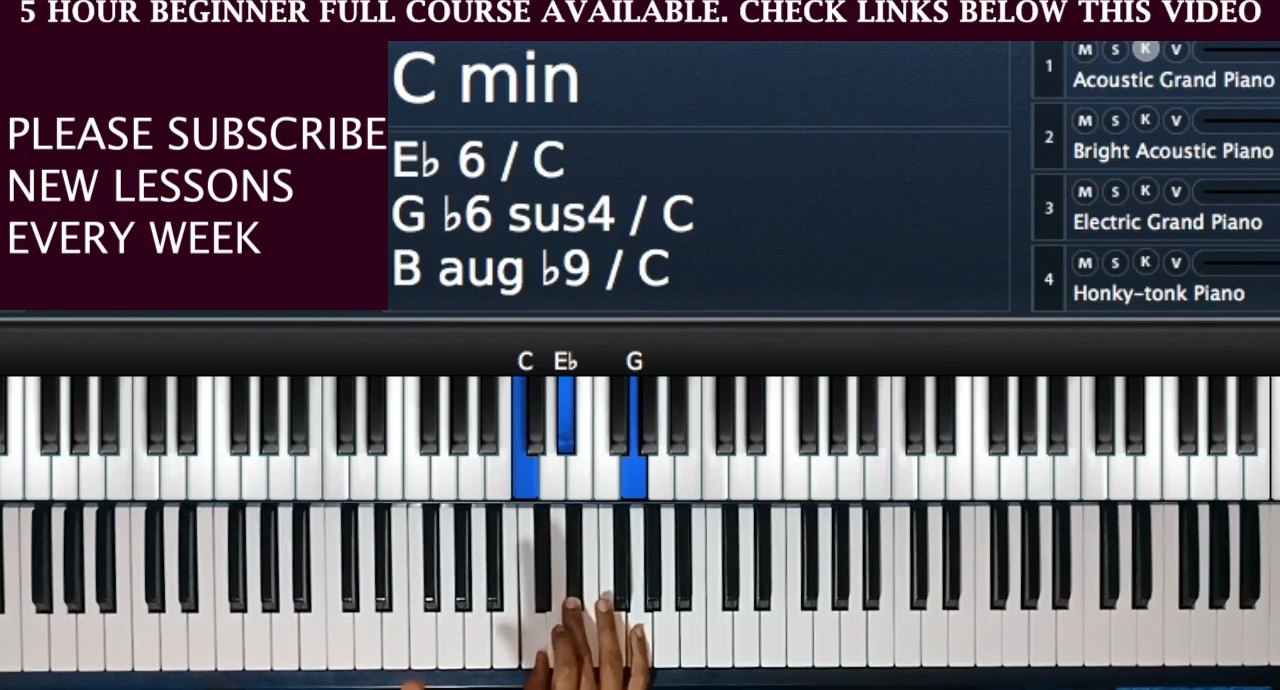 5 HOUR BEGINNER FULL COURSE AVAILABLE. CHECK LINKS BELOW THIS VIDEO
PLEASE SUBSCRIBE
NEW LESSONS
EVERY WEEK
C min
E♭ 6 / C
G ♭6 sus4 / C
B aug ♭9 / C
1
M S K V
Acoustic Grand Piano
2
M S K V
Bright Acoustic Piano
3
M S K V
Electric Grand Piano
4
M S K V
Honky-tonk Piano
C E♭ G